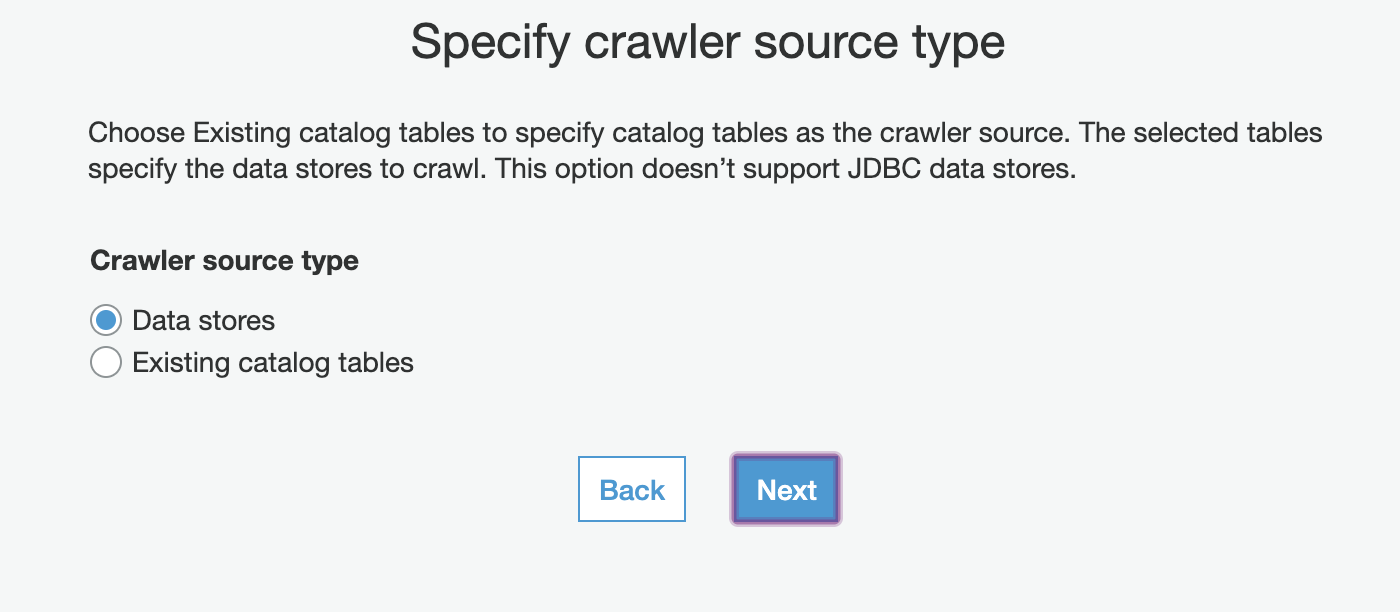 Specify crawler source type
Choose Existing catalog tables to specify catalog tables as the crawler source. The selected tables
specify the data stores to crawl. This option doesn’t support JDBC data stores.
Crawler source type
Data stores
Existing catalog tables
Back
Next